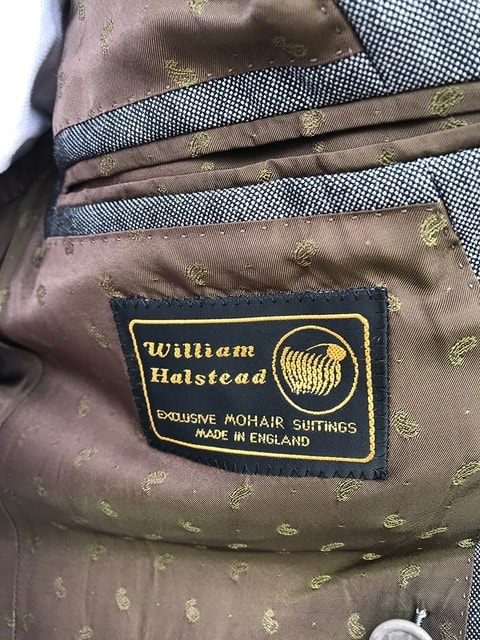 William
Halstead
EXCLUSIVE MOHAIR SUITINGS
MADE IN ENGLAND